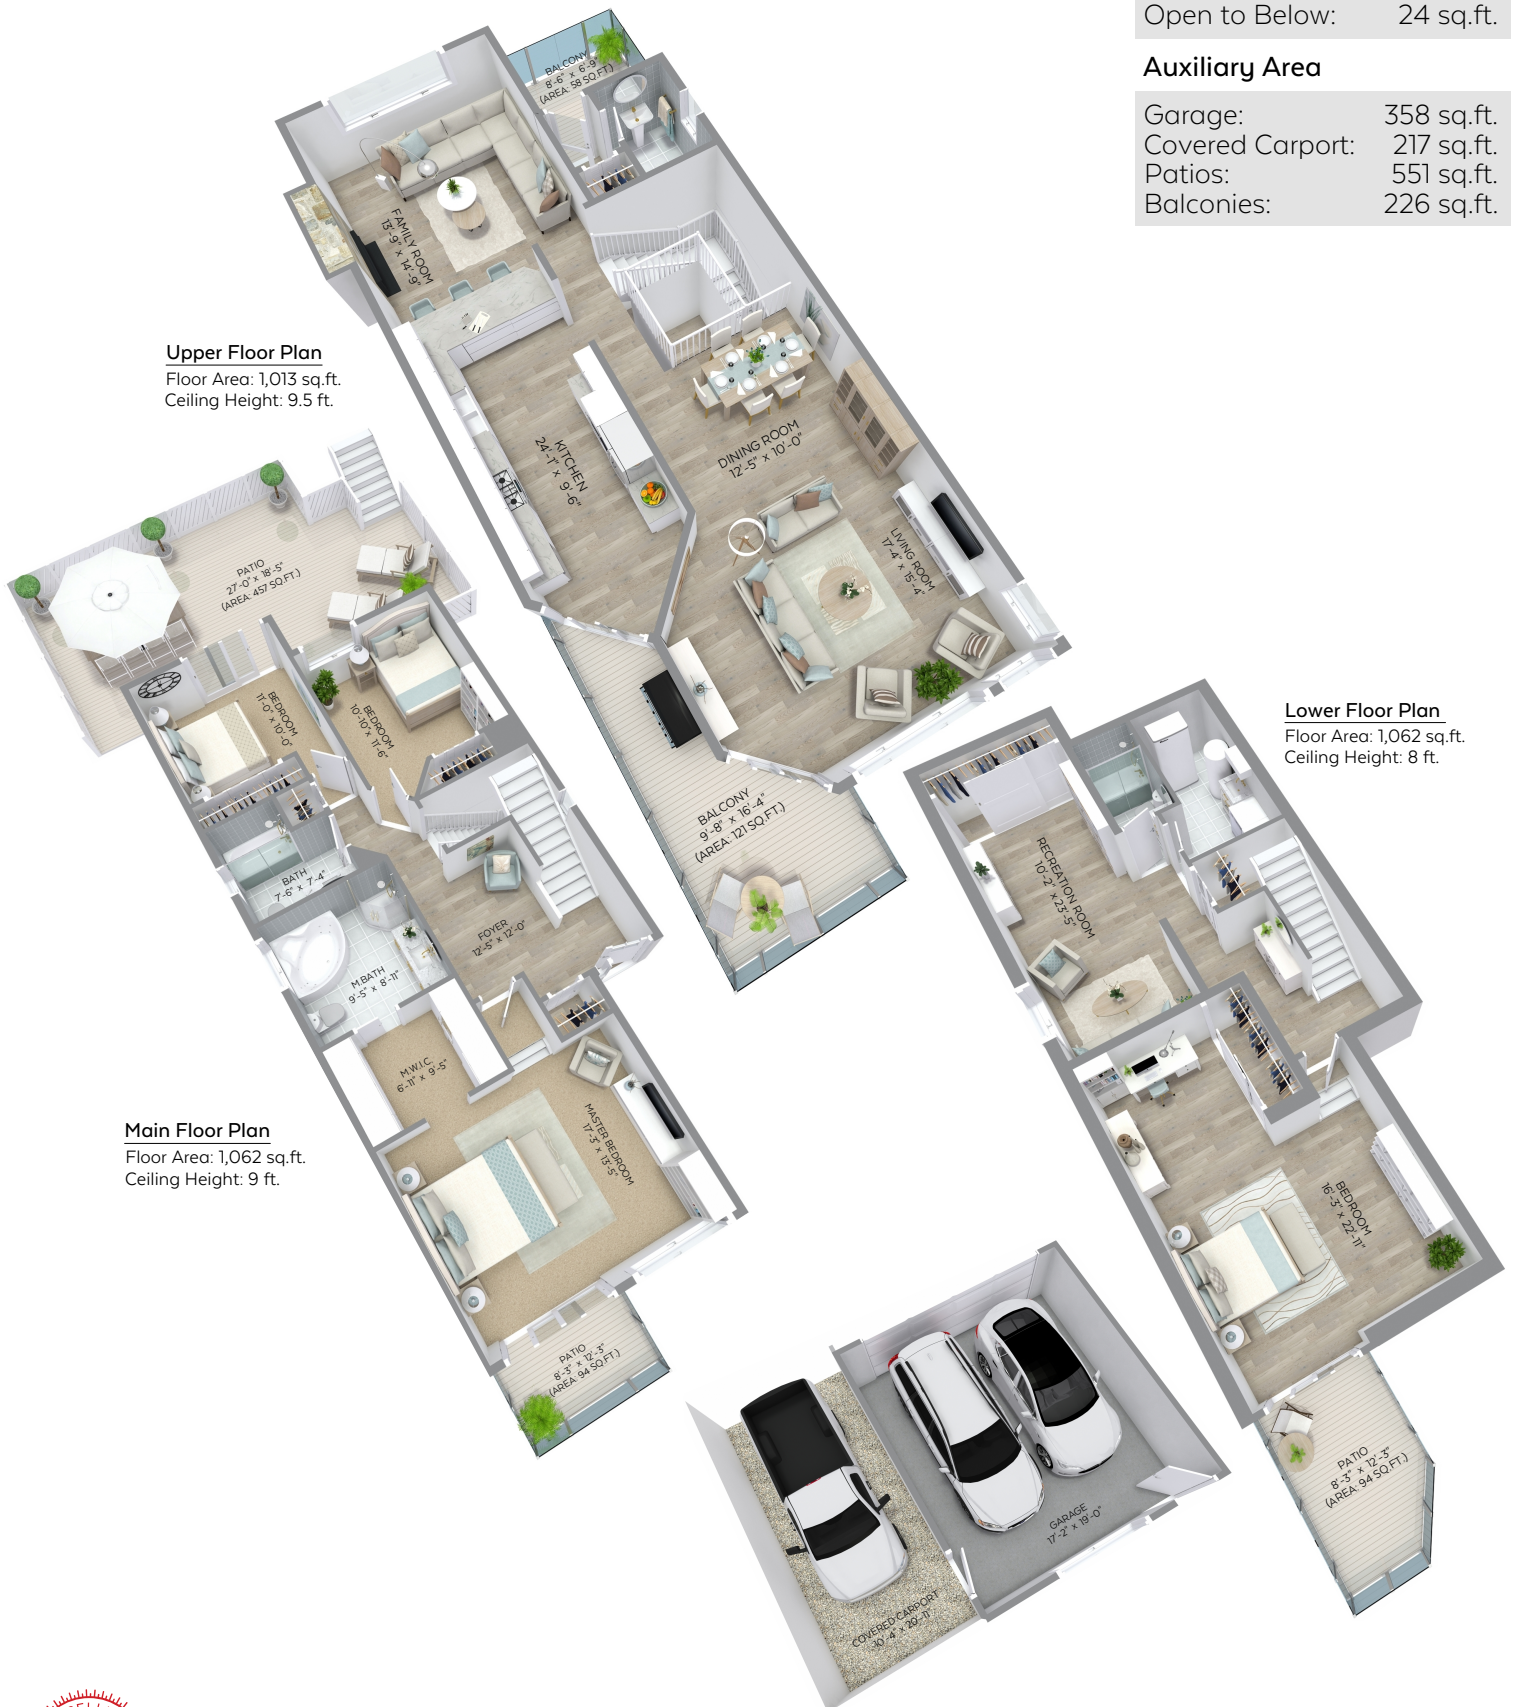 Open to Below: 24 sq.ft.
Auxiliary Area
Garage: 358 sq.ft.
Covered Carport: 217 sq.ft.
Patios: 551 sq.ft.
Balconies: 226 sq.ft.
BALCONY
8'-6" x 6'-9"
(AREA: 58 SQ.FT.)
FAMILY ROOM
13'-9" x 14'-9"
Upper Floor Plan
Floor Area: 1,013 sq.ft.
Ceiling Height: 9.5 ft.
KITCHEN
24'-1" x 9'-6"
DINING ROOM
12'-5" x 10'-0"
LIVING ROOM
17'-4" x 15'-4"
BALCONY
9'-8" x 16'-4"
(AREA: 121 SQ.FT.)
PATIO
27'-0" x 18'-5"
(AREA: 457 SQ.FT.)
BEDROOM
11'-0" x 10'-0"
BEDROOM
10'-10" x 11'-6"
BATH
7'-6" x 7'-4"
FOYER
12'-5" x 12'-0"
M.BATH
9'-5" x 8'-11"
M.W.I.C.
6'-11" x 9'-5"
MASTER BEDROOM
17'-3" x 13'-5"
PATIO
8'-3" x 12'-3"
(AREA: 94 SQ.FT.)
Main Floor Plan
Floor Area: 1,062 sq.ft.
Ceiling Height: 9 ft.
Lower Floor Plan
Floor Area: 1,062 sq.ft.
Ceiling Height: 8 ft.
RECREATION ROOM
10'-2" x 23'-5"
BEDROOM
16'-3" x 22'-11"
PATIO
8'-3" x 12'-3"
(AREA: 94 SQ.FT.)
GARAGE
17'-2" x 19'-0"
COVERED CARPORT
10'-4" x 20'-11"